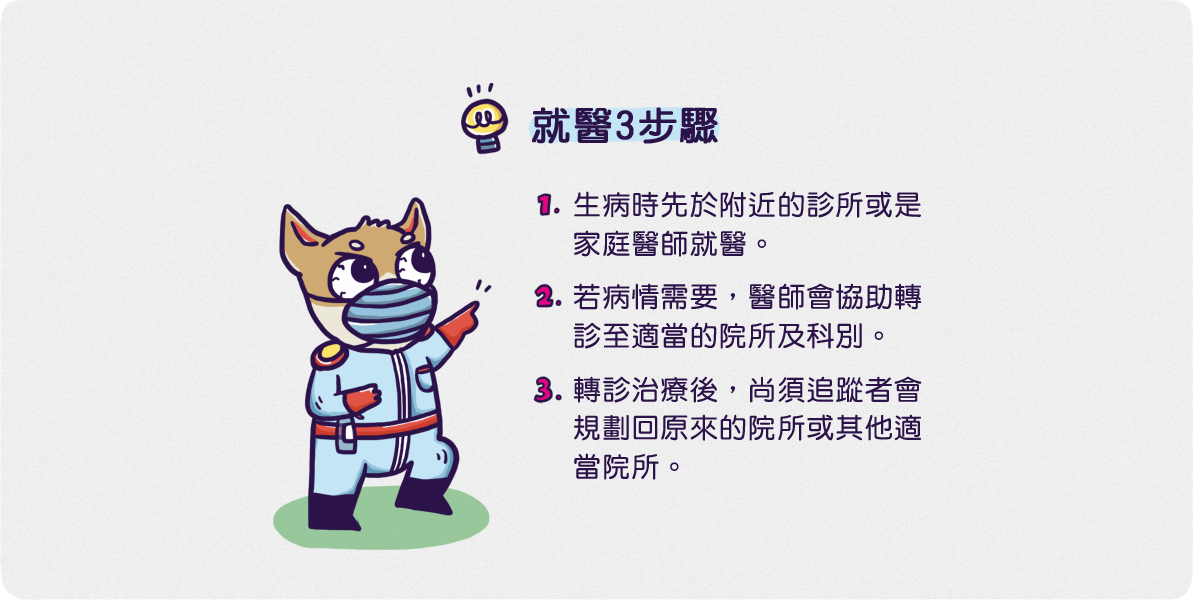 就醫3步驟
1. 生病時先於附近的診所或是
家庭醫師就醫。
2. 若病情需要，醫師會協助轉
診至適當的院所及科別。
3. 轉診治療後，尚須追蹤者會
規劃回原來的院所或其他適
當院所。